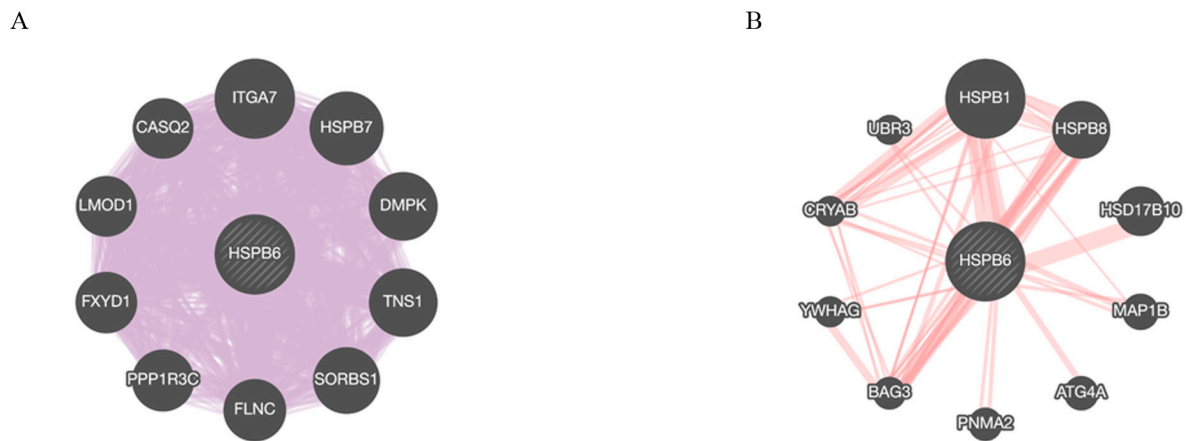 A
B
ITGA7
CASQ2
HSPB7
LMOD1
DMPK
HSPB6
FXYD1
TNS1
PPP1R3C
SORBS1
FLNC
HSPB1
UBR3
HSPB8
CRYAB
HSD17B10
HSPB6
YWHAG
MAP1B
BAG3
ATG4A
PNMA2